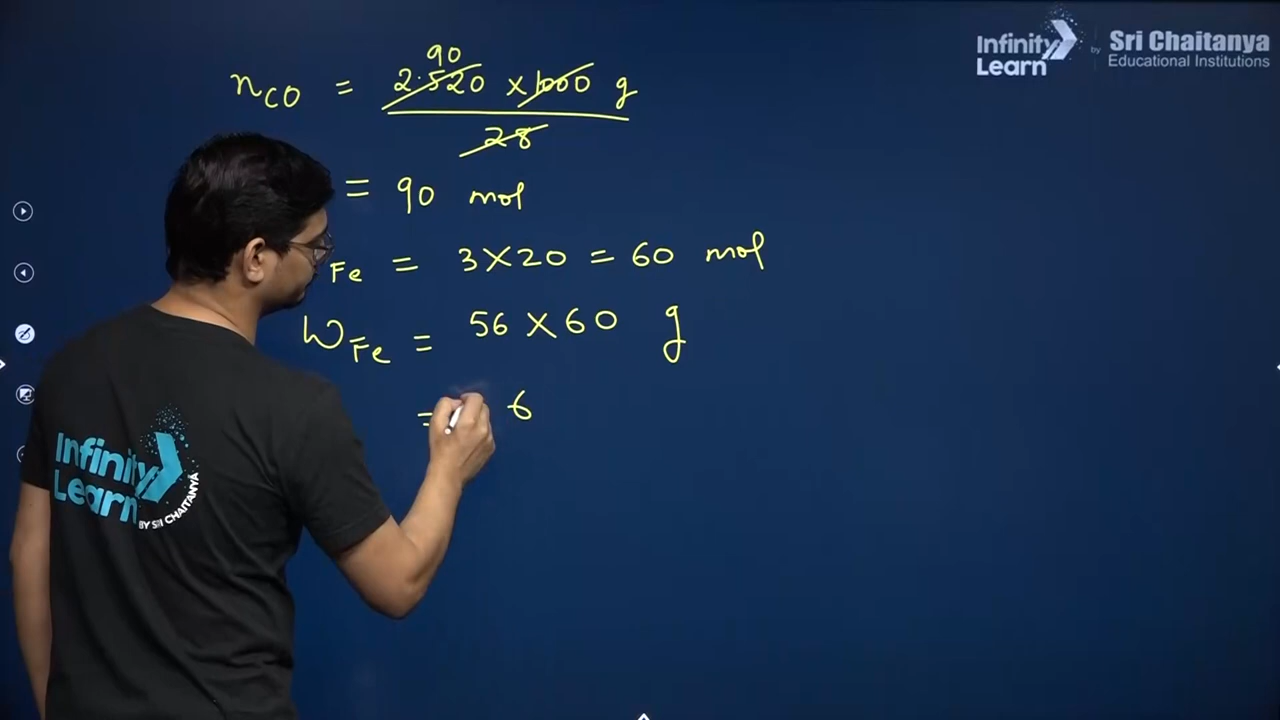 Infinity Learn by Sri Chaitanya Educational Institutions
90
n_CO = 2.520 × 1000 g / 28
= 90 mol
Fe = 3 × 20 = 60 mol
W_Fe = 56 × 60 g
= 6
Infinity Learn
BY SRI CHAITANYA